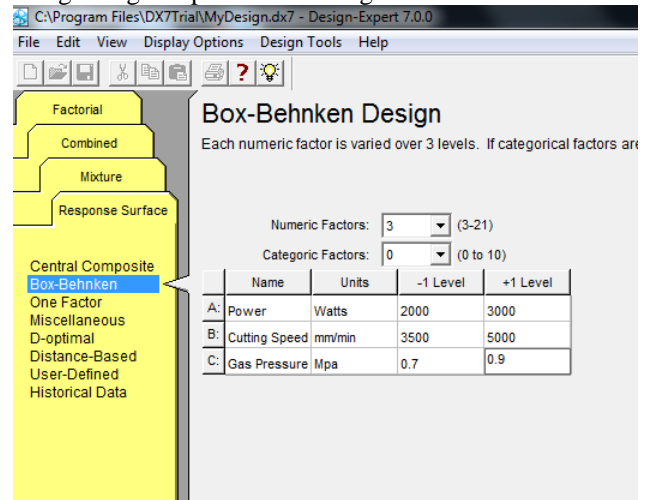 C:\Program Files\DX7Trial\MyDesign.dx7 - Design-Expert 7.0.0
File Edit View Display Options Design Tools Help
Factorial
Combined
Mixture
Response Surface
Central Composite
Box-Behnken
One Factor
Miscellaneous
D-optimal
Distance-Based
User-Defined
Historical Data
Box-Behnken Design
Each numeric factor is varied over 3 levels. If categorical factors are
Numeric Factors: 3 (3-21)
Categoric Factors: 0 (0 to 10)
Name Units -1 Level +1 Level
A: Power Watts 2000 3000
B: Cutting Speed mm/min 3500 5000
C: Gas Pressure Mpa 0.7 0.9